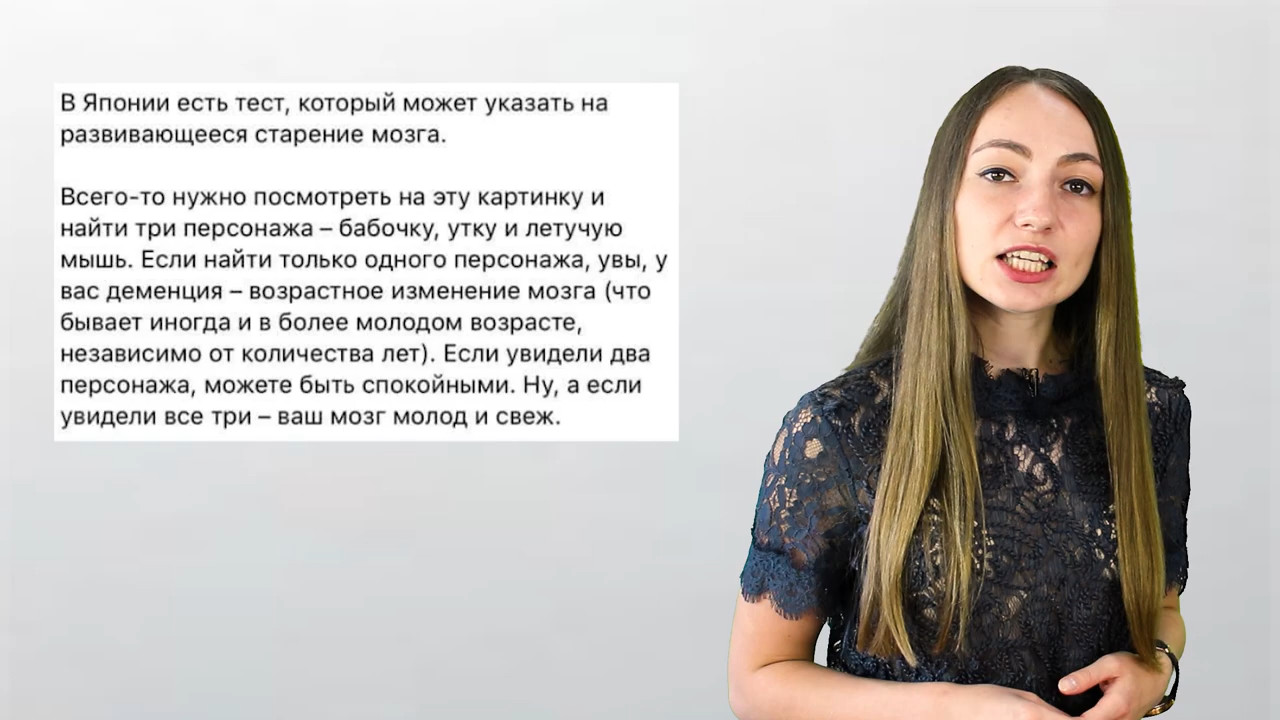 В Японии есть тест, который может указать на
развивающееся старение мозга.
Всего-то нужно посмотреть на эту картинку и
найти три персонажа – бабочку, утку и летучую
мышь. Если найти только одного персонажа, увы, у
вас деменция – возрастное изменение мозга (что
бывает иногда и в более молодом возрасте,
независимо от количества лет). Если увидели два
персонажа, можете быть спокойными. Ну, а если
увидели все три – ваш мозг молод и свеж.